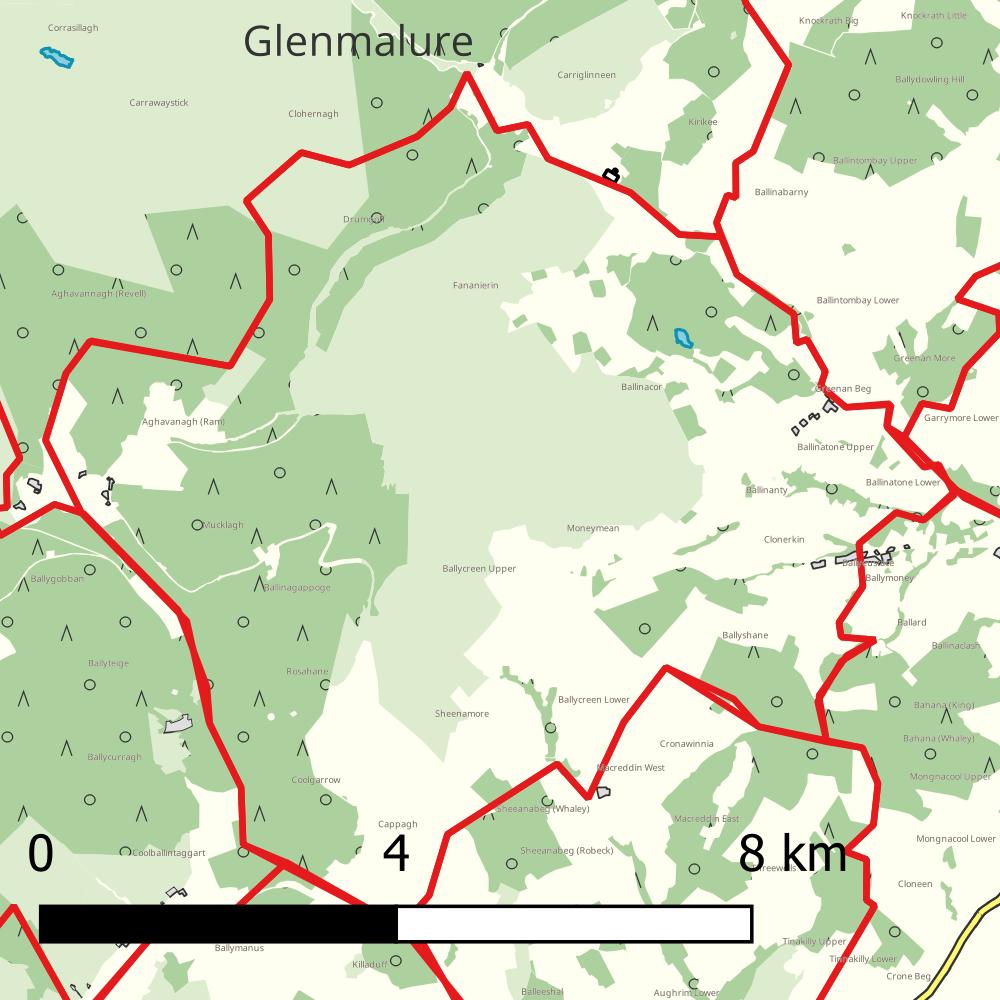 Knockrath Big
Knockrath Little
Corrasillagh
Glenmalure
Carriglinneen
Ballydowling Hill
Carrawaystick
Clohernagh
Kirikee
Ballintombay Upper
Ballinabarny
Drumgoff
Fananierin
Aghavannagh (Revell)
Ballintombay Lower
Greenan More
Ballinacor
Greenan Beg
Aghavanagh (Ram)
Garrymore Lower
Ballinatone Upper
Ballinatone Lower
Ballinanty
Mucklagh
Moneymean
Clonerkin
Ballycreen Upper
Ballygobban
Ballymoney
Ballinagappoge
Ballard
Ballyshane
Ballinaclash
Ballyteige
Rosahane
Ballycreen Lower
Bahana (King)
Sheenamore
Bahana (Whaley)
Cronawinnia
Ballycurragh
Macreddin West
Mongnacool Upper
Coolgarrow
Sheeanabeg (Whaley)
Macreddin East
Cappagh
Mongnacool Lower
0 4 8 km
Coolballintaggart
Sheeanabeg (Robeck)
Threewells
Cloneen
Tinakilly Upper
Ballymanus
Tinnakilly Lower
Killaduff
Crone Beg
Balleeshal
Aughrim Lower